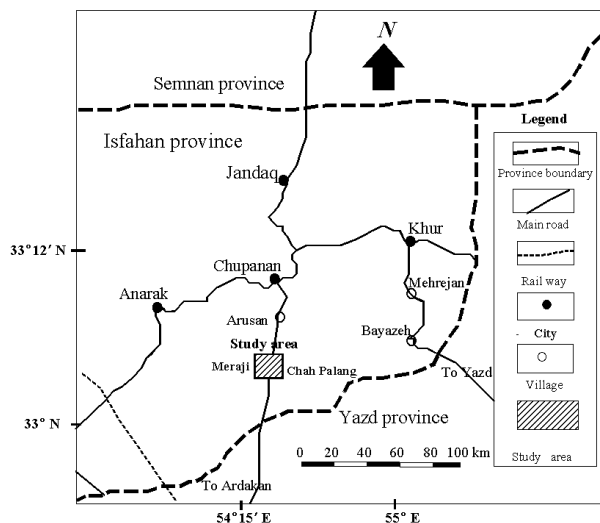 N
Semnan province
Isfahan province
Jandaq
Khur
33°12' N
Chupanan
Mehrejan
Anarak
Arusan
Bayazeh
Study area
Meraji
Chah Palang
To Yazd
Yazd province
33° N
0 20 40 60 80 100 km
To Ardakan
54°15' E
55° E
Legend
Province boundary
Main road
Rail way
- City
Village
Study area